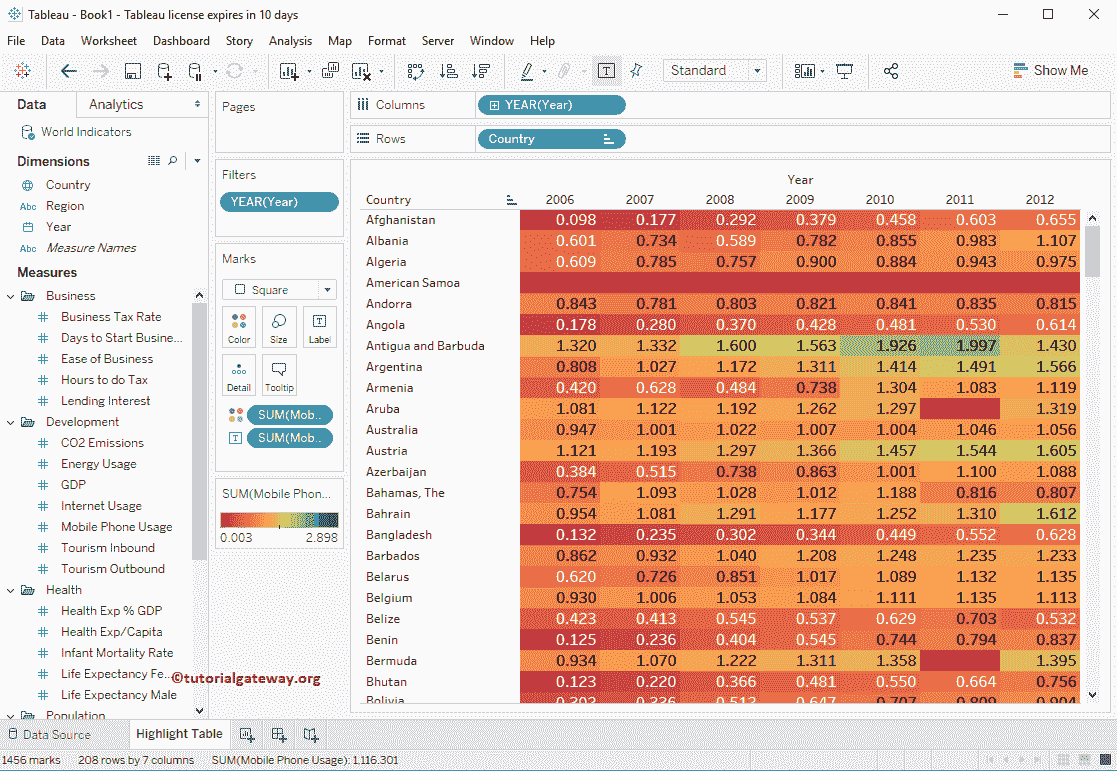 Tableau - Book1 - Tableau license expires in 10 days
File Data Worksheet Dashboard Story Analysis Map Format Server Window Help
Standard
Show Me
Data Analytics
World Indicators
Dimensions
Country
Abc Region
Year
Abc Measure Names
Measures
Business
Business Tax Rate
Days to Start Busine...
Ease of Business
Hours to do Tax
Lending Interest
Development
CO2 Emissions
Energy Usage
GDP
Internet Usage
Mobile Phone Usage
Tourism Inbound
Tourism Outbound
Health
Health Exp % GDP
Health Exp/Capita
Infant Mortality Rate
Life Expectancy Fe...
Life Expectancy Male
Population
©tutorialgateway.org
Pages
Filters
YEAR(Year)
Marks
Square
Color Size Label
Detail Tooltip
SUM(Mob..
SUM(Mob..
SUM(Mobile Phon...
0.003 2.898
Columns YEAR(Year)
Rows Country
Year
Country 2006 2007 2008 2009 2010 2011 2012
Afghanistan 0.098 0.177 0.292 0.379 0.458 0.603 0.655
Albania 0.601 0.734 0.589 0.782 0.855 0.983 1.107
Algeria 0.609 0.785 0.757 0.900 0.884 0.943 0.975
American Samoa
Andorra 0.843 0.781 0.803 0.821 0.841 0.835 0.815
Angola 0.178 0.280 0.370 0.428 0.481 0.530 0.614
Antigua and Barbuda 1.320 1.332 1.600 1.563 1.926 1.997 1.430
Argentina 0.808 1.027 1.172 1.311 1.414 1.491 1.566
Armenia 0.420 0.628 0.484 0.738 1.304 1.083 1.119
Aruba 1.081 1.122 1.192 1.262 1.297 1.319
Australia 0.947 1.001 1.022 1.007 1.004 1.046 1.056
Austria 1.121 1.193 1.297 1.366 1.457 1.544 1.605
Azerbaijan 0.384 0.515 0.738 0.863 1.001 1.100 1.088
Bahamas, The 0.754 1.093 1.028 1.012 1.188 0.816 0.807
Bahrain 0.954 1.081 1.291 1.177 1.252 1.310 1.612
Bangladesh 0.132 0.235 0.302 0.344 0.449 0.552 0.628
Barbados 0.862 0.932 1.040 1.208 1.248 1.235 1.233
Belarus 0.620 0.726 0.851 1.017 1.089 1.132 1.135
Belgium 0.930 1.006 1.053 1.084 1.111 1.135 1.113
Belize 0.423 0.413 0.545 0.537 0.629 0.703 0.532
Benin 0.125 0.236 0.404 0.545 0.744 0.794 0.837
Bermuda 0.934 1.070 1.222 1.311 1.358 1.395
Bhutan 0.123 0.220 0.366 0.481 0.550 0.664 0.756
Bolivia 0.512 0.647 0.707 0.809 0.904
Data Source Highlight Table
1456 marks 208 rows by 7 columns SUM(Mobile Phone Usage): 1,116.301